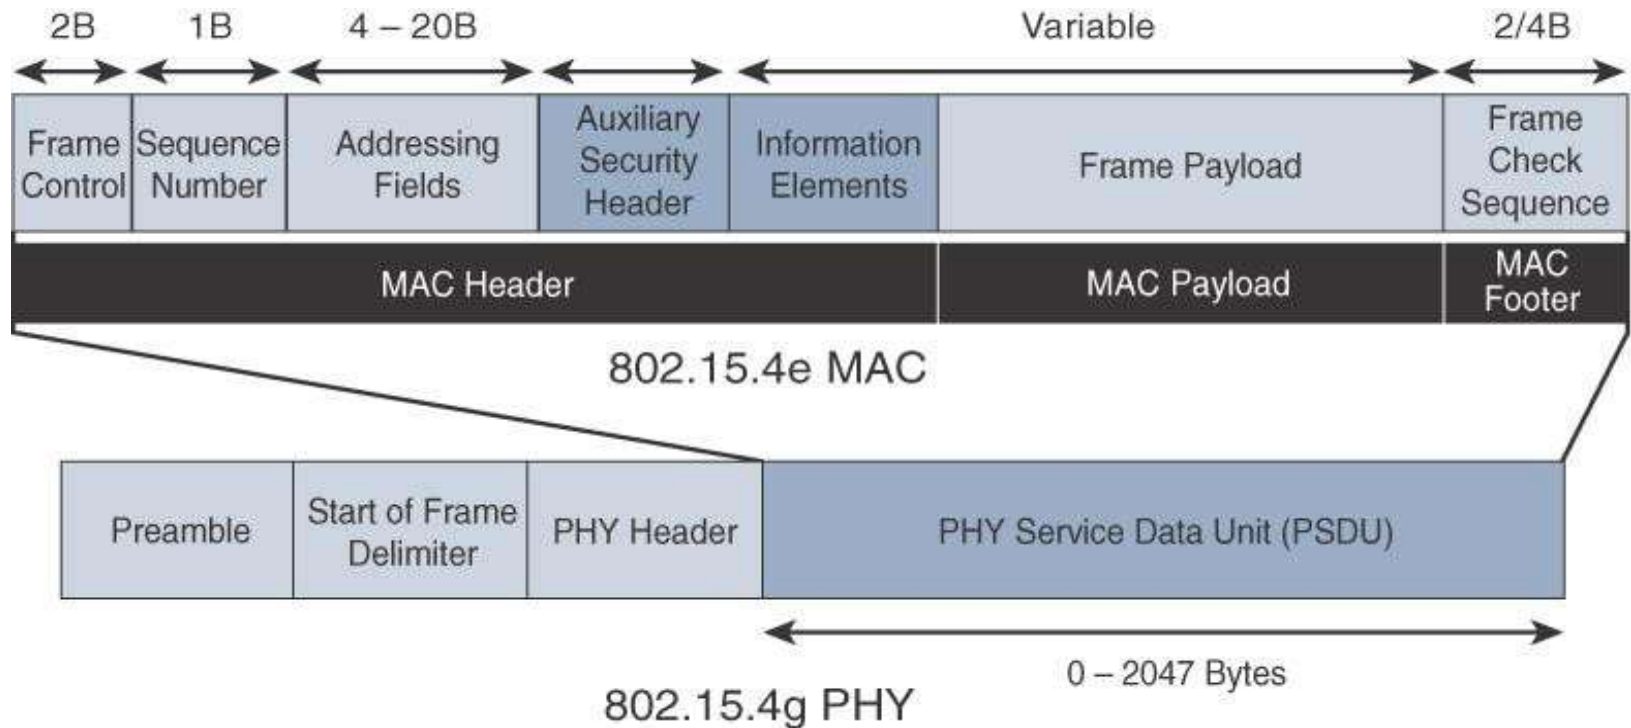 2B 1B 4 – 20B Variable 2/4B
Frame Control
Sequence Number
Addressing Fields
Auxiliary Security Header
Information Elements
Frame Payload
Frame Check Sequence
MAC Header
MAC Payload
MAC Footer
802.15.4e MAC
Preamble
Start of Frame Delimiter
PHY Header
PHY Service Data Unit (PSDU)
0 – 2047 Bytes
802.15.4g PHY